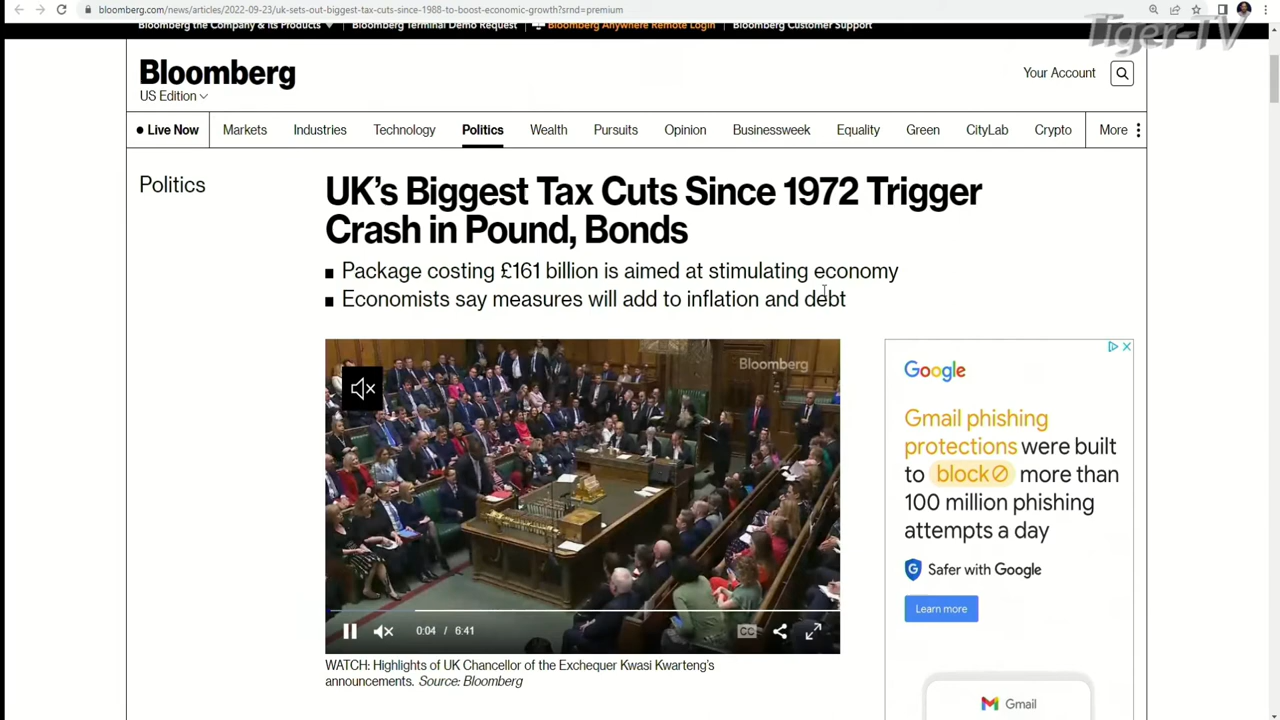 bloomberg.com/news/articles/2022-09-23/uk-sets-out-biggest-tax-cuts-since-1988-to-boost-economic-growth?srnd=premium
Tiger-TV
Bloomberg the Company & Its Products Bloomberg Terminal Demo Request Bloomberg Anywhere Remote Login Bloomberg Customer Support
Bloomberg
US Edition
Your Account
Live Now Markets Industries Technology Politics Wealth Pursuits Opinion Businessweek Equality Green CityLab Crypto More
Politics
UK's Biggest Tax Cuts Since 1972 Trigger
Crash in Pound, Bonds
Package costing £161 billion is aimed at stimulating economy
Economists say measures will add to inflation and debt
Bloomberg
0:04 / 6:41
CC
WATCH: Highlights of UK Chancellor of the Exchequer Kwasi Kwarteng's
announcements. Source: Bloomberg
Google
Gmail phishing
protections were built
to block more than
100 million phishing
attempts a day
Safer with Google
Learn more
Gmail